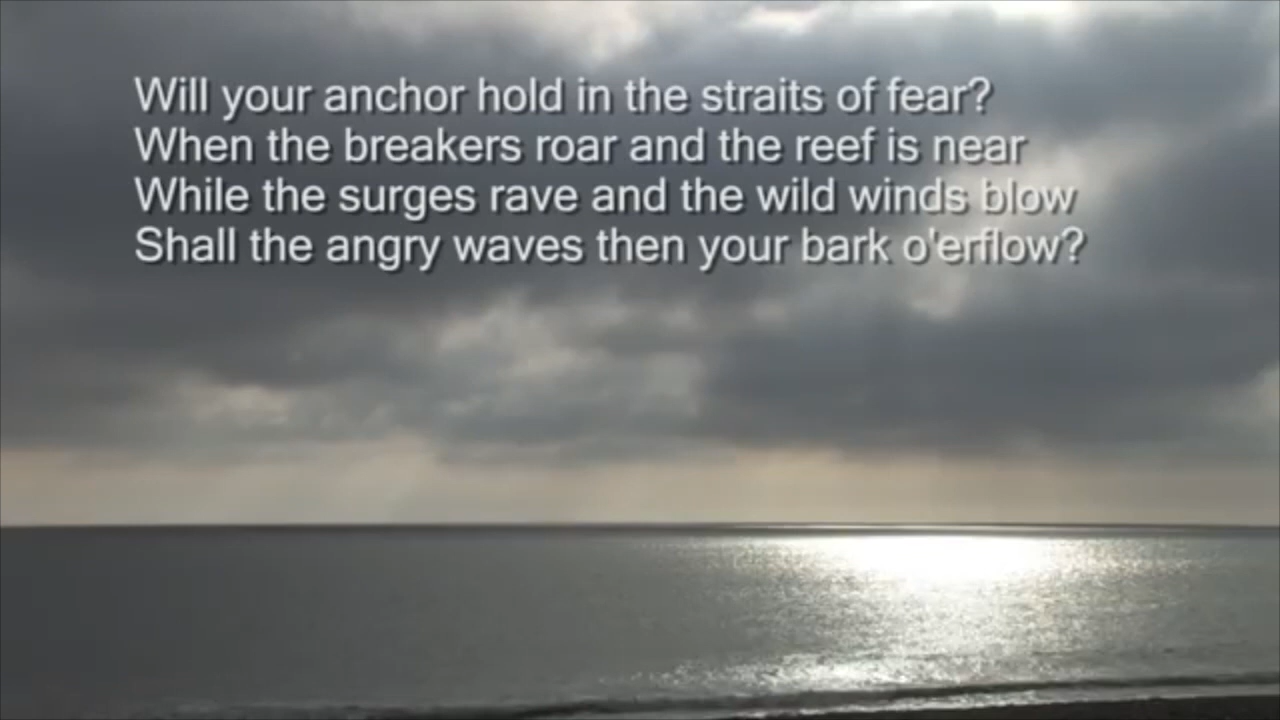 Will your anchor hold in the straits of fear?
When the breakers roar and the reef is near
While the surges rave and the wild winds blow
Shall the angry waves then your bark o'erflow?